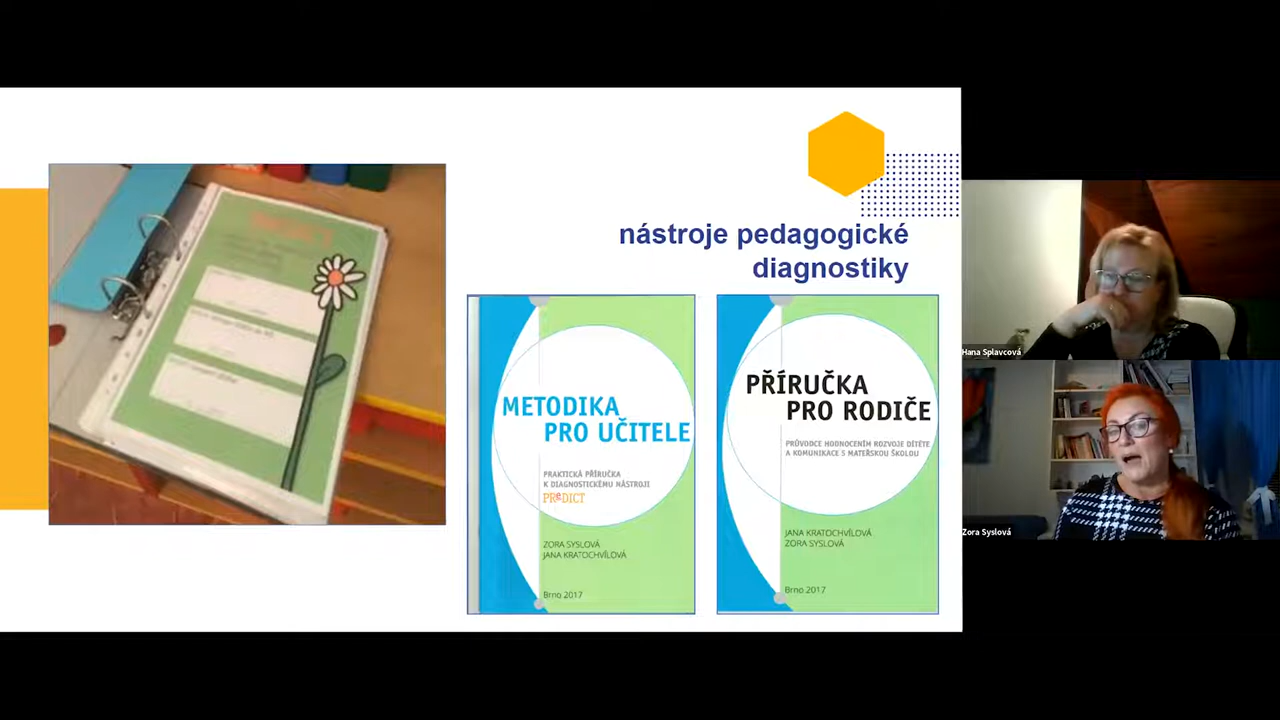 nástroje pedagogické
diagnostiky
METODIKA
PRO UČITELE
PRAKTICKÁ PŘÍRUČKA
K DIAGNOSTICKÉMU NÁSTROJI
PReDICT
ZORA SYSLOVÁ
JANA KRATOCHVÍLOVÁ
Brno 2017
PŘÍRUČKA
PRO RODIČE
PRŮVODCE HODNOCENÍM ROZVOJE DÍTĚTE
A KOMUNIKACE S MATEŘSKOU ŠKOLOU
JANA KRATOCHVÍLOVÁ
ZORA SYSLOVÁ
Brno 2017
Hana Splavcová
Zora Syslová